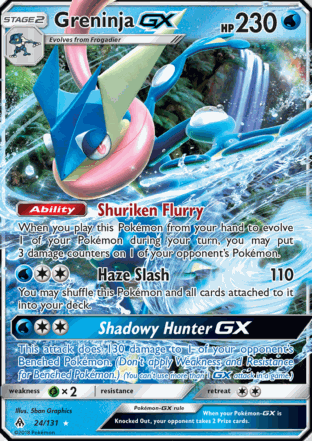 STAGE2 Greninja GX HP230
Evolves from Frogadier
Ability Shuriken Flurry
When you play this Pokémon from your hand to evolve
1 of your Pokémon during your turn, you may put
3 damage counters on 1 of your opponent's Pokémon.
Haze Slash 110
You may shuffle this Pokémon and all cards attached to it
into your deck.
Shadowy Hunter GX
This attack does 130 damage to 1 of your opponent's
Benched Pokémon. (Don't apply Weakness and Resistance
for Benched Pokémon.) (You can't use more than 1 GX attack in a game.)
weakness ×2 resistance retreat
Illus. 5ban Graphics
Pokémon-GX rule
24/131
When your Pokémon-GX is
Knocked Out, your opponent takes 2 Prize cards.
©2018 Pokémon